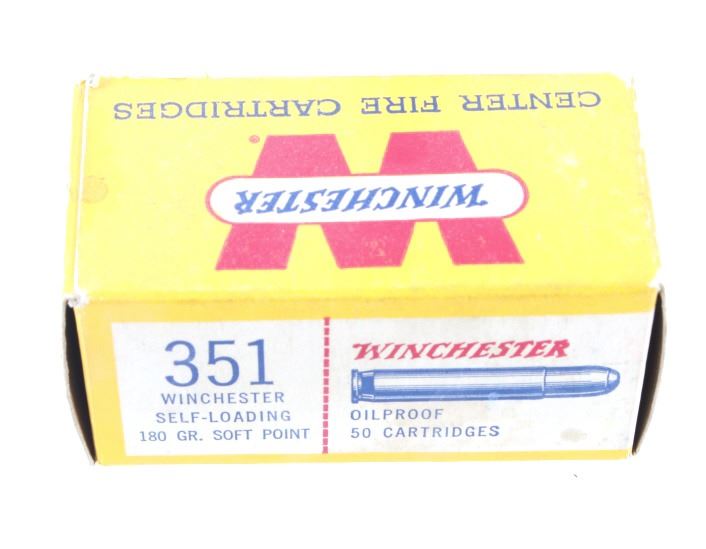 CENTER FIRE CARTRIDGES
®
WINCHESTER
351
WINCHESTER
SELF-LOADING
180 GR. SOFT POINT
WINCHESTER
OILPROOF
50 CARTRIDGES